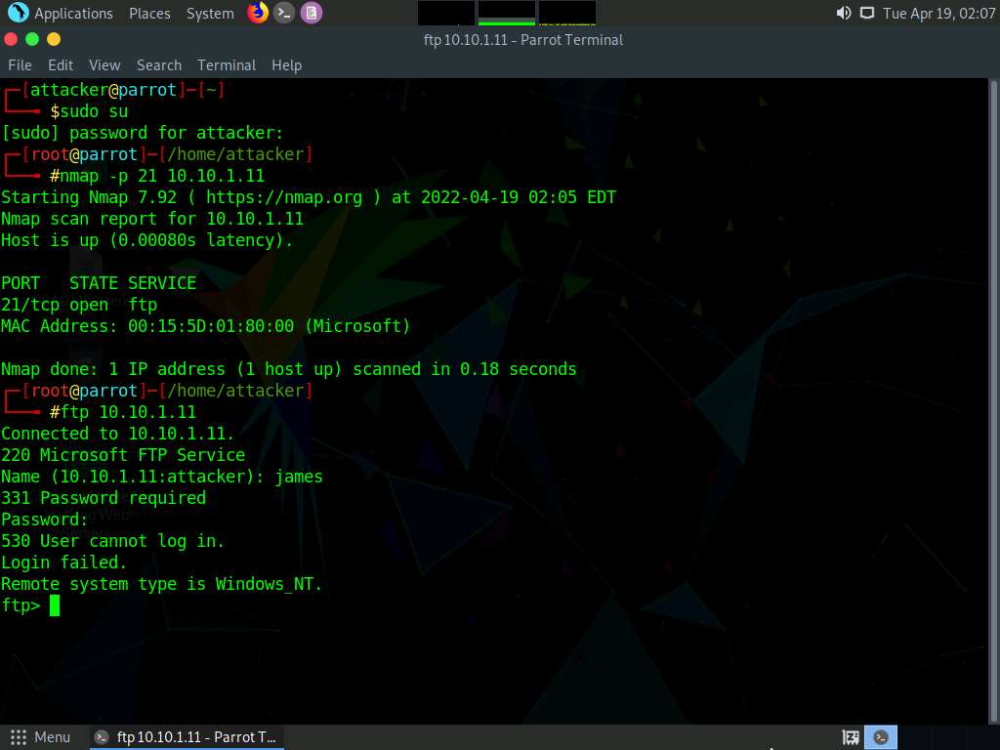 Applications Places System Tue Apr 19, 02:07
ftp 10.10.1.11 - Parrot Terminal
File Edit View Search Terminal Help
[attacker@parrot]─[~]
$sudo su
[sudo] password for attacker:
[root@parrot]─[/home/attacker]
#nmap -p 21 10.10.1.11
Starting Nmap 7.92 ( https://nmap.org ) at 2022-04-19 02:05 EDT
Nmap scan report for 10.10.1.11
Host is up (0.00080s latency).
PORT   STATE SERVICE
21/tcp open  ftp
MAC Address: 00:15:5D:01:80:00 (Microsoft)
Nmap done: 1 IP address (1 host up) scanned in 0.18 seconds
[root@parrot]─[/home/attacker]
#ftp 10.10.1.11
Connected to 10.10.1.11.
220 Microsoft FTP Service
Name (10.10.1.11:attacker): james
331 Password required
Password:
530 User cannot log in.
Login failed.
Remote system type is Windows_NT.
ftp>
Menu ftp 10.10.1.11 - Parrot T...